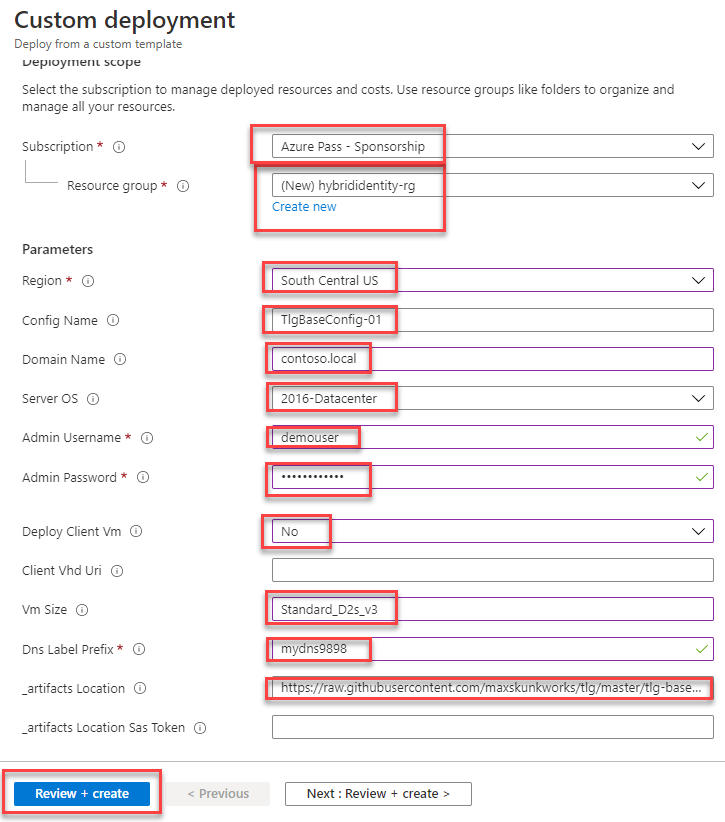 Custom deployment
Deploy from a custom template
Deployment scope
Select the subscription to manage deployed resources and costs. Use resource groups like folders to organize and
manage all your resources.
Subscription * Azure Pass - Sponsorship
Resource group * (New) hybrididentity-rg
Create new
Parameters
Region * South Central US
Config Name TlgBaseConfig-01
Domain Name contoso.local
Server OS 2016-Datacenter
Admin Username * demouser
Admin Password * ••••••••••••
Deploy Client Vm No
Client Vhd Uri
Vm Size Standard_D2s_v3
Dns Label Prefix * mydns9898
_artifacts Location https://raw.githubusercontent.com/maxskunkworks/tlg/master/tlg-base...
_artifacts Location Sas Token
Review + create < Previous Next : Review + create >